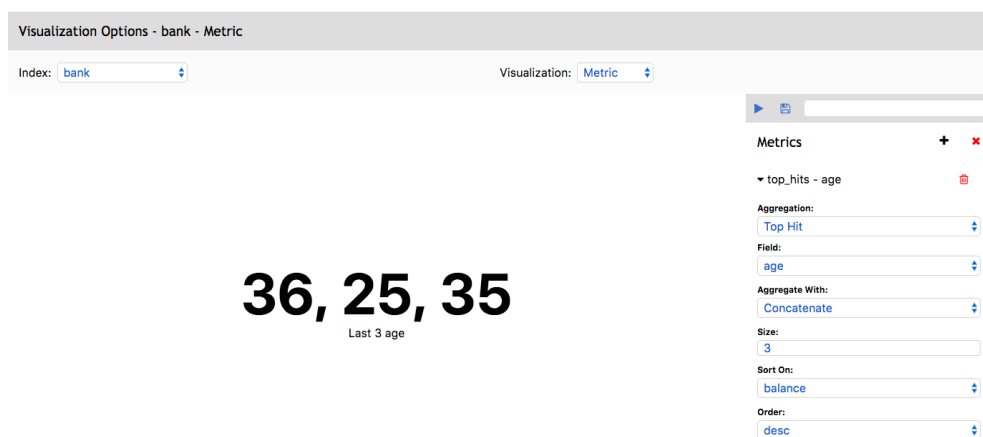 Visualization Options - bank - Metric
Index: bank Visualization: Metric
Metrics
top_hits - age
Aggregation:
Top Hit
Field:
age
Aggregate With:
Concatenate
Size:
3
Sort On:
balance
Order:
desc
36, 25, 35
Last 3 age